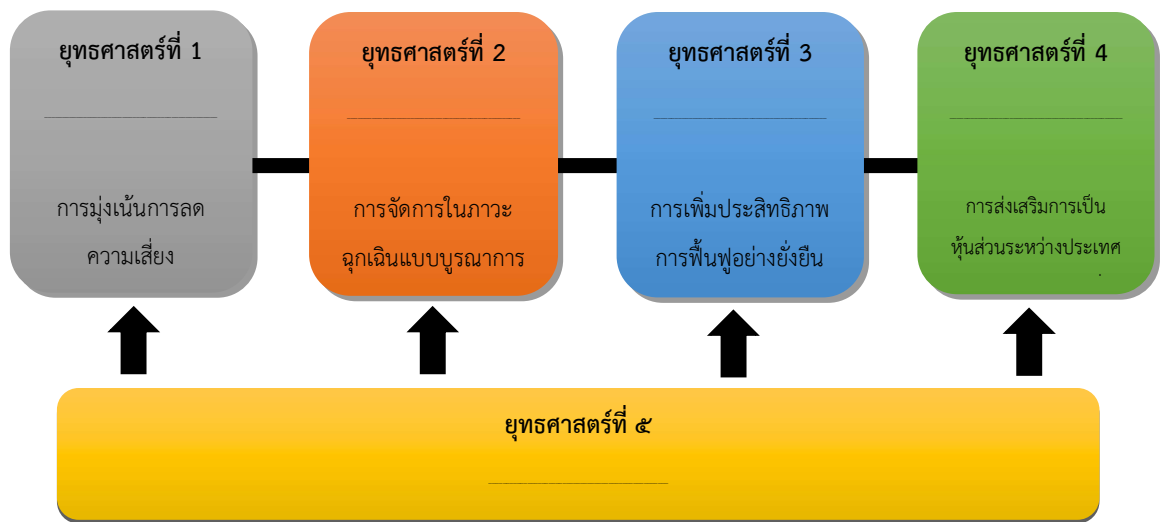 ยุทธศาสตร์ที่ 1
การมุ่งเน้นการลด
ความเสี่ยง
ยุทธศาสตร์ที่ 2
การจัดการในภาวะ
ฉุกเฉินแบบบูรณาการ
ยุทธศาสตร์ที่ 3
การเพิ่มประสิทธิภาพ
การฟื้นฟูอย่างยั่งยืน
ยุทธศาสตร์ที่ 4
การส่งเสริมการเป็น
หุ้นส่วนระหว่างประเทศ
ยุทธศาสตร์ที่ ๕